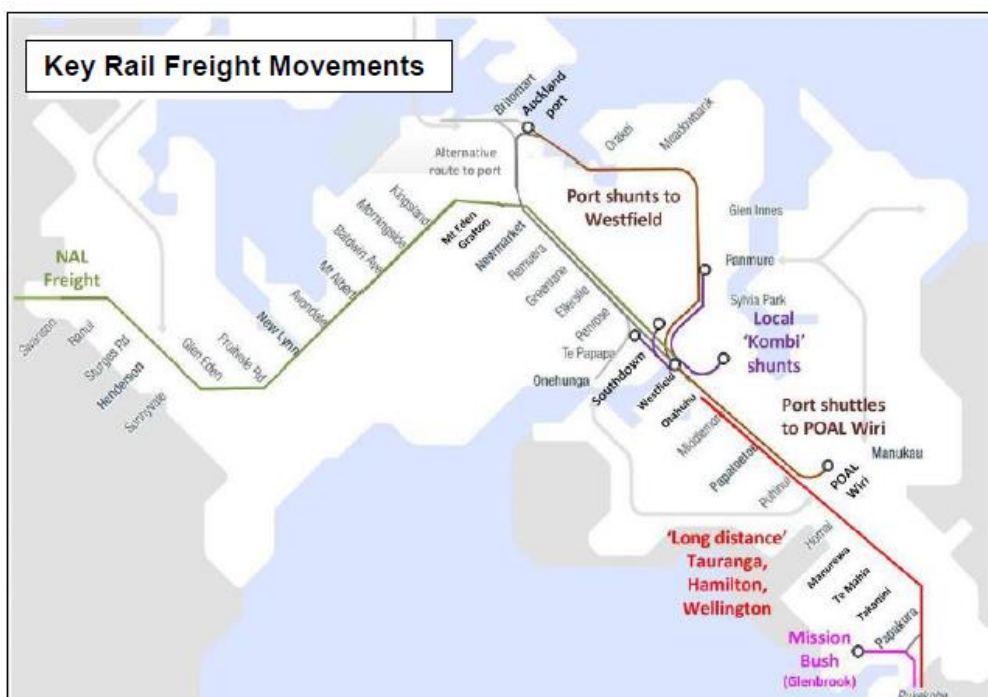 Key Rail Freight Movements
Britomart
Auckland
port
Orakei
Meadowbank
Alternative
route to port
Port shunts to
Westfield
Glen Innes
Kingsland
Morningside
Baldwin Ave
Mt Albert
Avondale
New Lynn
Fruitvale Rd
Glen Eden
Sunnyvale
Henderson
Sturges Rd
Ranui
Swanson
NAL
Freight
Mt Eden
Grafton
Newmarket
Remuera
Greenlane
Ellerslie
Penrose
Te Papapa
Onehunga
Southdown
Westfield
Otahuhu
Middlemore
Papatoetoe
Puhinui
Panmure
Sylvia Park
Local
'Kombi'
shunts
Port shuttles
to POAL Wiri
Manukau
POAL
Wiri
Homai
Manurewa
Te Mahia
Takanini
Papakura
'Long distance'
Tauranga,
Hamilton,
Wellington
Mission
Bush
(Glenbrook)
Pukekohe